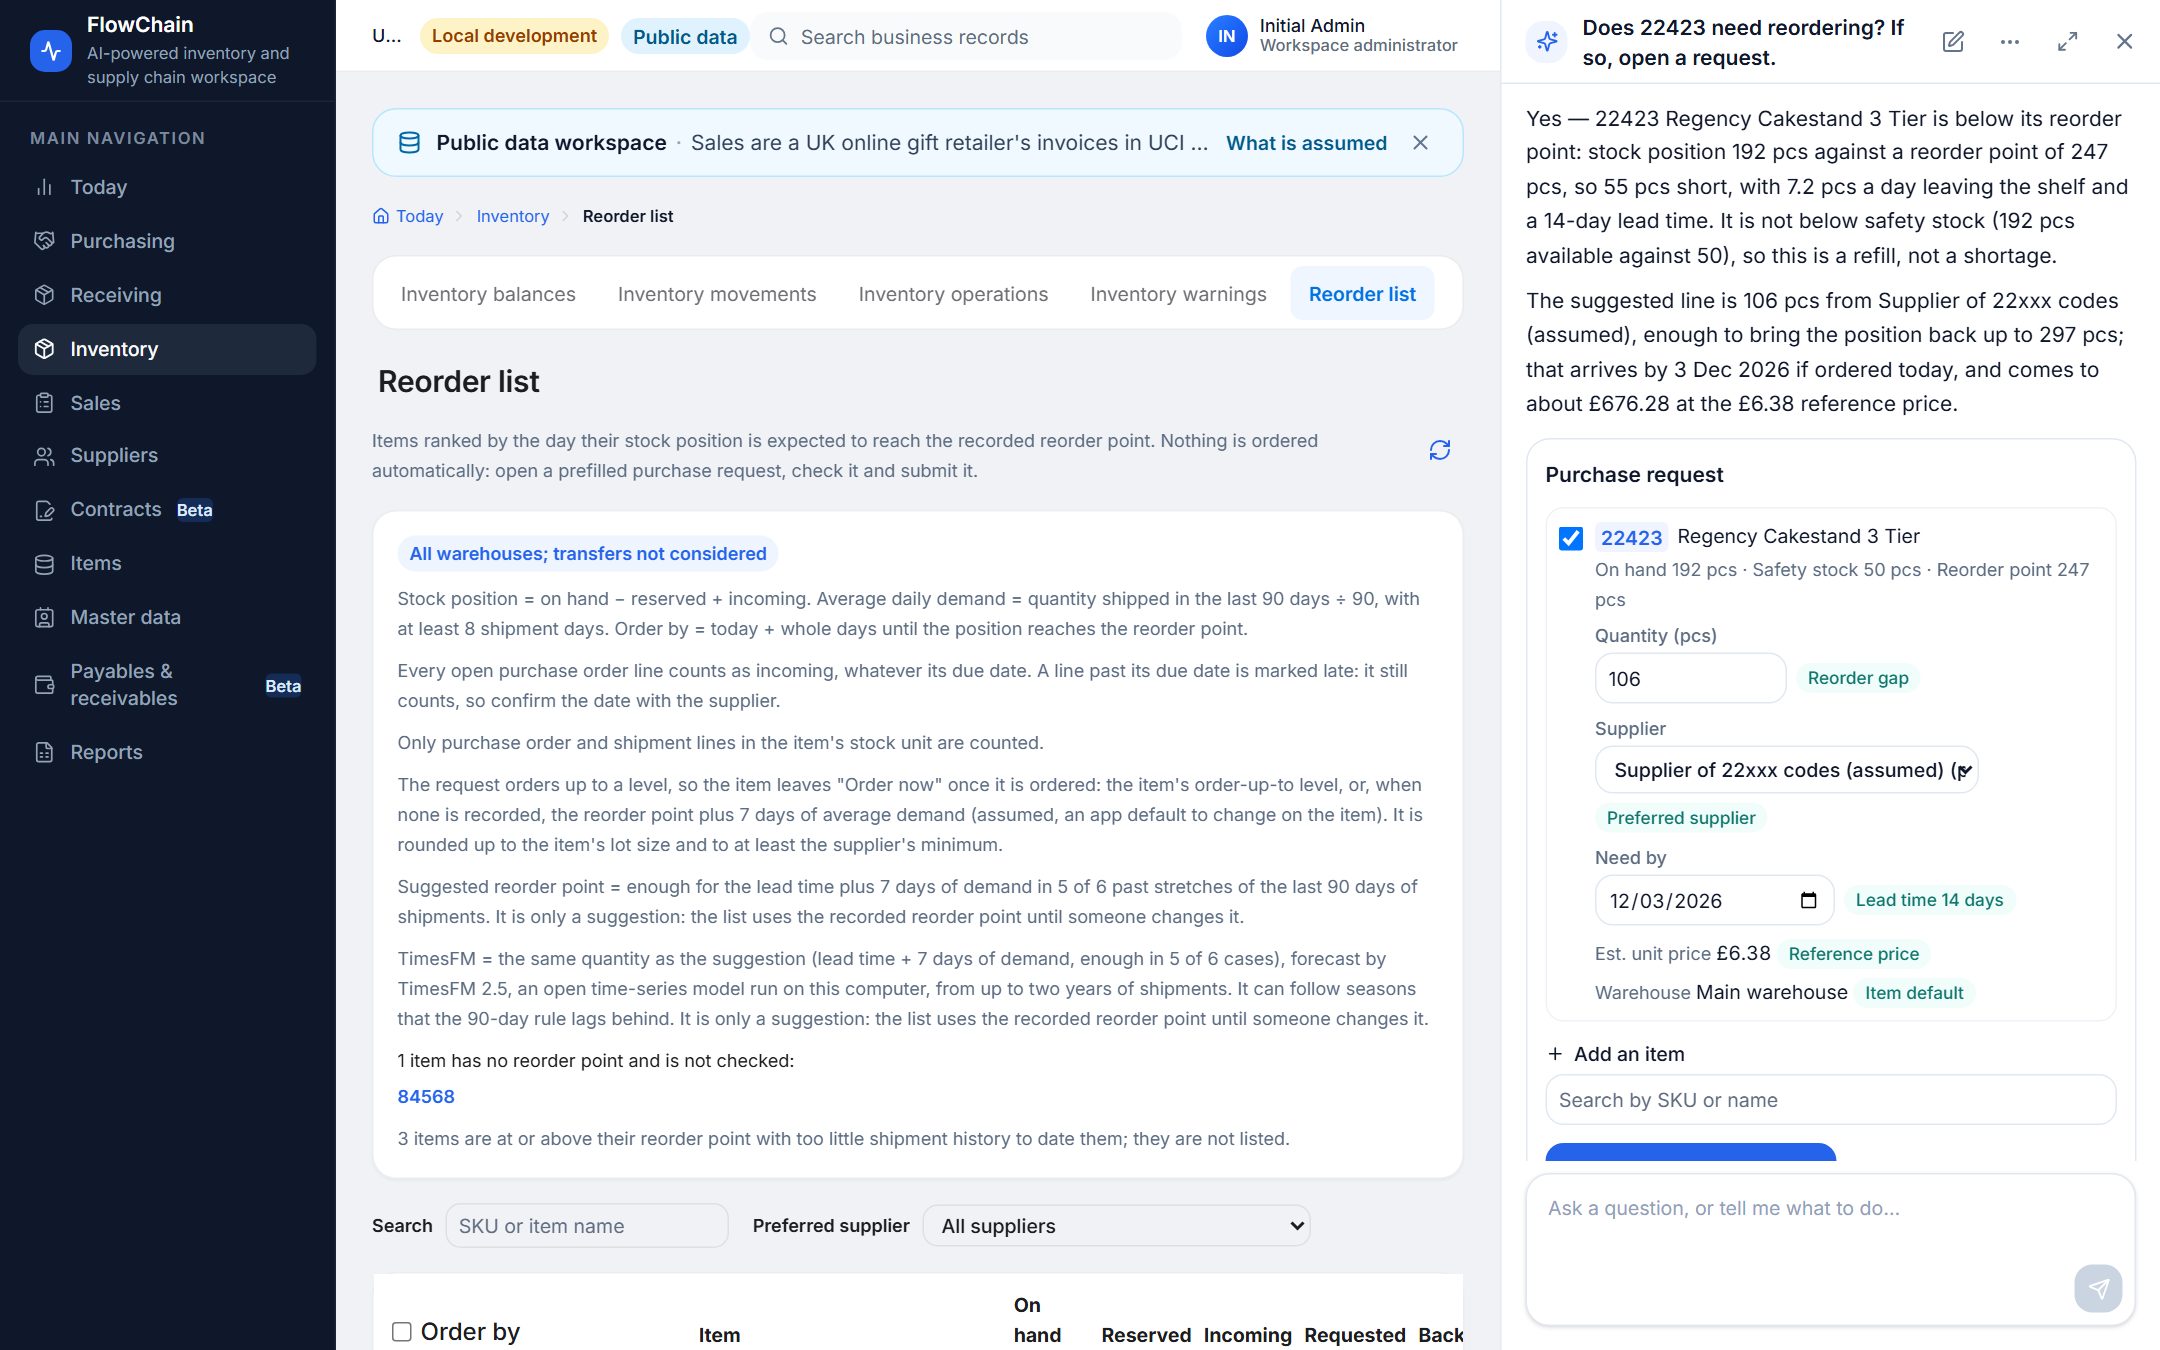 FlowChain
AI-powered inventory and
supply chain workspace
MAIN NAVIGATION
Today
Purchasing
Receiving
Inventory
Sales
Suppliers
Contracts Beta
Items
Master data
Payables &
receivables Beta
Reports
U... Local development Public data Search business records IN Initial Admin
Workspace administrator
Public data workspace · Sales are a UK online gift retailer's invoices in UCI ... What is assumed
Today Inventory Reorder list
Inventory balances Inventory movements Inventory operations Inventory warnings Reorder list
Reorder list
Items ranked by the day their stock position is expected to reach the recorded reorder point. Nothing is ordered
automatically: open a prefilled purchase request, check it and submit it.
All warehouses; transfers not considered
Stock position = on hand − reserved + incoming. Average daily demand = quantity shipped in the last 90 days ÷ 90, with
at least 8 shipment days. Order by = today + whole days until the position reaches the reorder point.
Every open purchase order line counts as incoming, whatever its due date. A line past its due date is marked late: it still
counts, so confirm the date with the supplier.
Only purchase order and shipment lines in the item's stock unit are counted.
The request orders up to a level, so the item leaves "Order now" once it is ordered: the item's order-up-to level, or, when
none is recorded, the reorder point plus 7 days of average demand (assumed, an app default to change on the item). It is
rounded up to the item's lot size and to at least the supplier's minimum.
Suggested reorder point = enough for the lead time plus 7 days of demand in 5 of 6 past stretches of the last 90 days of
shipments. It is only a suggestion: the list uses the recorded reorder point until someone changes it.
TimesFM = the same quantity as the suggestion (lead time + 7 days of demand, enough in 5 of 6 cases), forecast by
TimesFM 2.5, an open time-series model run on this computer, from up to two years of shipments. It can follow seasons
that the 90-day rule lags behind. It is only a suggestion: the list uses the recorded reorder point until someone changes it.
1 item has no reorder point and is not checked:
84568
3 items are at or above their reorder point with too little shipment history to date them; they are not listed.
Search SKU or item name Preferred supplier All suppliers
Order by Item On
hand Reserved Incoming Requested Back
Does 22423 need reordering? If
so, open a request.
Yes — 22423 Regency Cakestand 3 Tier is below its reorder
point: stock position 192 pcs against a reorder point of 247
pcs, so 55 pcs short, with 7.2 pcs a day leaving the shelf and
a 14-day lead time. It is not below safety stock (192 pcs
available against 50), so this is a refill, not a shortage.
The suggested line is 106 pcs from Supplier of 22xxx codes
(assumed), enough to bring the position back up to 297 pcs;
that arrives by 3 Dec 2026 if ordered today, and comes to
about £676.28 at the £6.38 reference price.
Purchase request
22423 Regency Cakestand 3 Tier
On hand 192 pcs · Safety stock 50 pcs · Reorder point 247
pcs
Quantity (pcs)
106 Reorder gap
Supplier
Supplier of 22xxx codes (assumed) (p
Preferred supplier
Need by
12/03/2026 Lead time 14 days
Est. unit price £6.38 Reference price
Warehouse Main warehouse Item default
+ Add an item
Search by SKU or name
Ask a question, or tell me what to do...